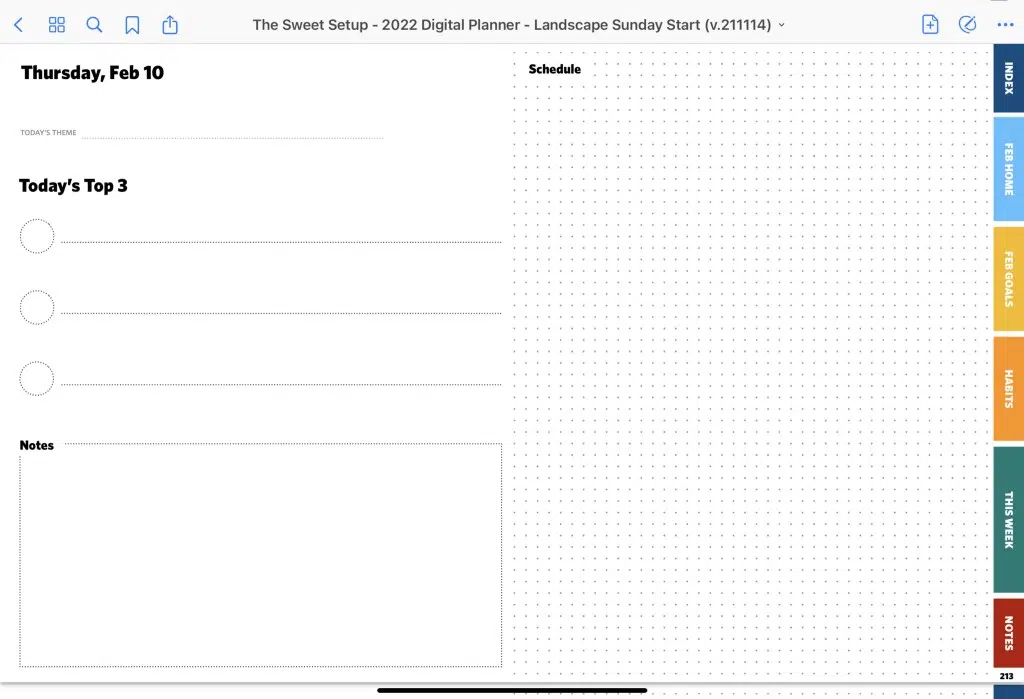 The Sweet Setup - 2022 Digital Planner - Landscape Sunday Start (v.211114)
Thursday, Feb 10
TODAY'S THEME
Today's Top 3
Notes
Schedule
INDEX
FEB HOME
FEB GOALS
HABITS
THIS WEEK
NOTES
213